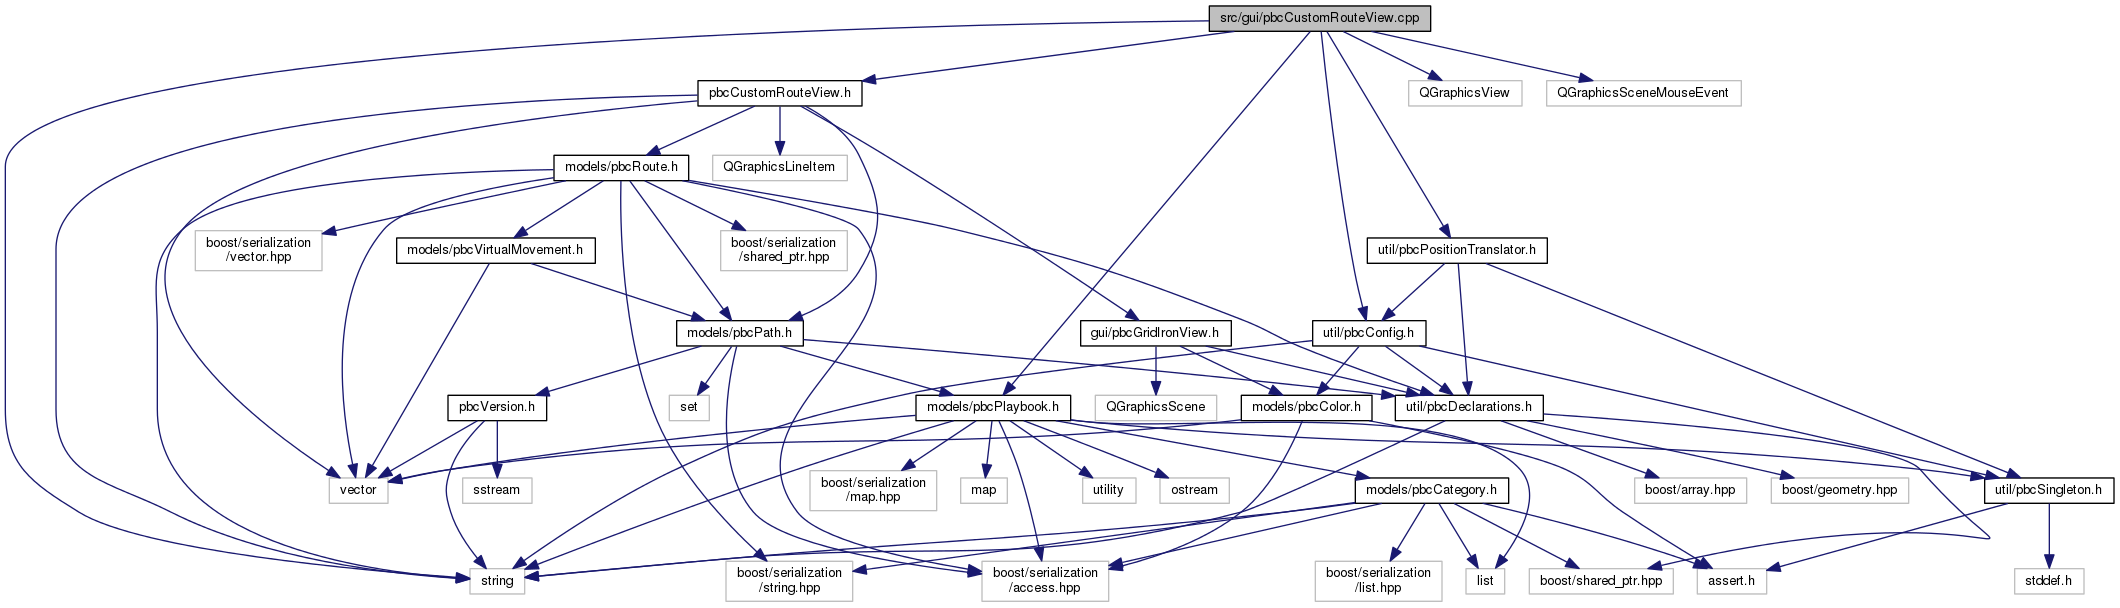 src/gui/pbcCustomRouteView.cpp
pbcCustomRouteView.h
QGraphicsView
QGraphicsSceneMouseEvent
models/pbcRoute.h
QGraphicsLineItem
boost/serialization
/vector.hpp
models/pbcVirtualMovement.h
boost/serialization
/shared_ptr.hpp
util/pbcPositionTranslator.h
models/pbcPath.h
gui/pbcGridIronView.h
util/pbcConfig.h
pbcVersion.h
set
models/pbcPlaybook.h
QGraphicsScene
models/pbcColor.h
util/pbcDeclarations.h
vector
sstream
boost/serialization
/map.hpp
map
utility
ostream
models/pbcCategory.h
boost/array.hpp
boost/geometry.hpp
util/pbcSingleton.h
string
boost/serialization
/string.hpp
boost/serialization
/access.hpp
boost/serialization
/list.hpp
list
boost/shared_ptr.hpp
assert.h
stddef.h